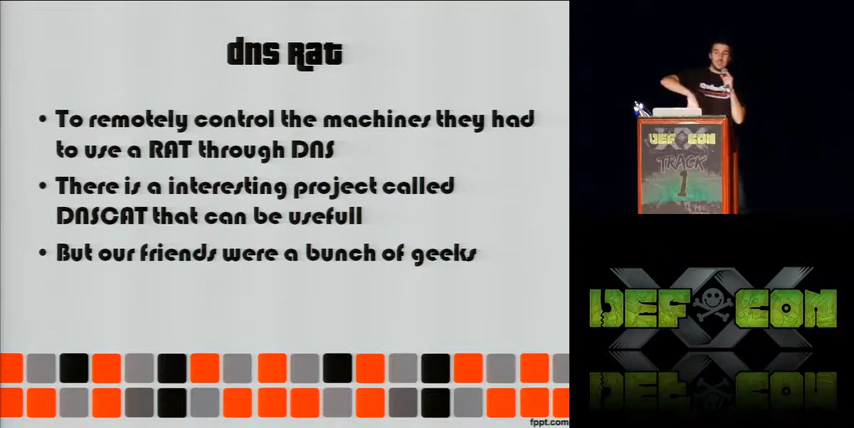 dns Rat
• To remotely control the machines they had
to use a RAT through DNS
• There is a interesting project called
DNSCAT that can be usefull
• But our friends were a bunch of geeks
fppt.com
DEF CON
TRACK
1
DEF CON